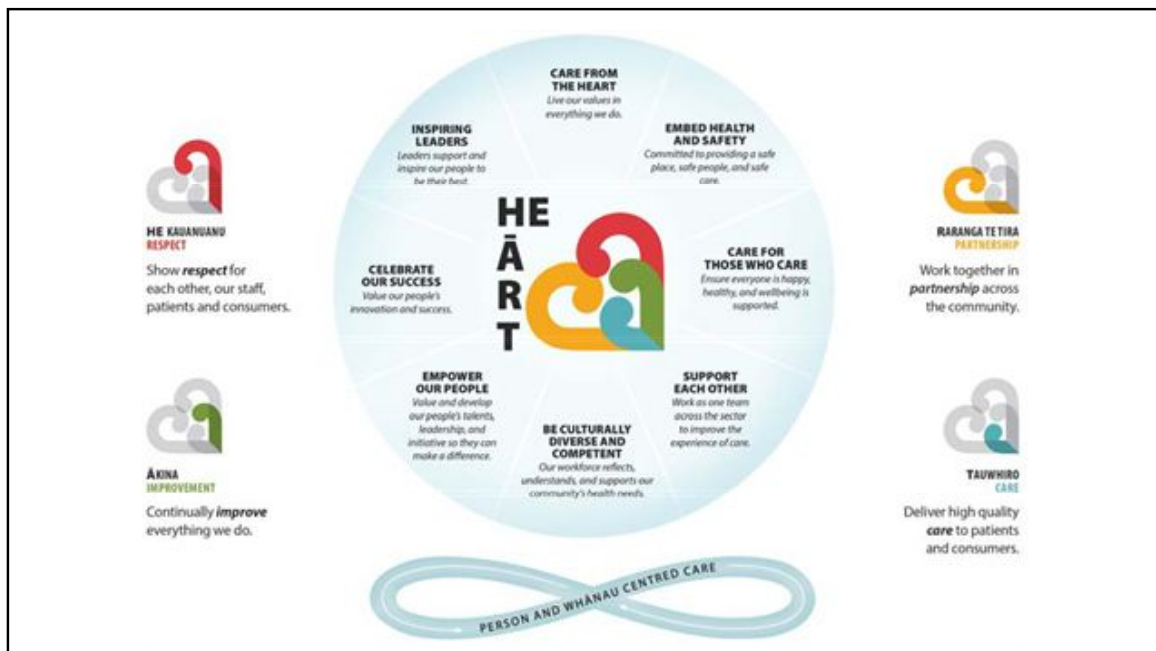 CARE FROM
THE HEART
Live our values in
everything we do.
EMBED HEALTH
AND SAFETY
Committed to providing a safe
place, safe people, and safe
care.
CARE FOR
THOSE WHO CARE
Ensure everyone is happy,
healthy, and wellbeing is
supported.
SUPPORT
EACH OTHER
Work as one team
across the sector
to improve the
experience of care.
BE CULTURALLY
DIVERSE AND
COMPETENT
Our workforce reflects,
understands, and supports our
community's health needs.
EMPOWER
OUR PEOPLE
Value and develop
our people's talents,
leadership, and
initiative so they can
make a difference.
CELEBRATE
OUR SUCCESS
Value our people's
innovation and success.
INSPIRING
LEADERS
Leaders support and
inspire our people to
be their best.
HE
Ā
R
T
HE KAUANUANU
RESPECT
Show respect for
each other, our staff,
patients and consumers.
ĀKINA
IMPROVEMENT
Continually improve
everything we do.
RARANGA TE TIRA
PARTNERSHIP
Work together in
partnership across
the community.
TAUWHIRO
CARE
Deliver high quality
care to patients
and consumers.
PERSON AND WHĀNAU CENTRED CARE